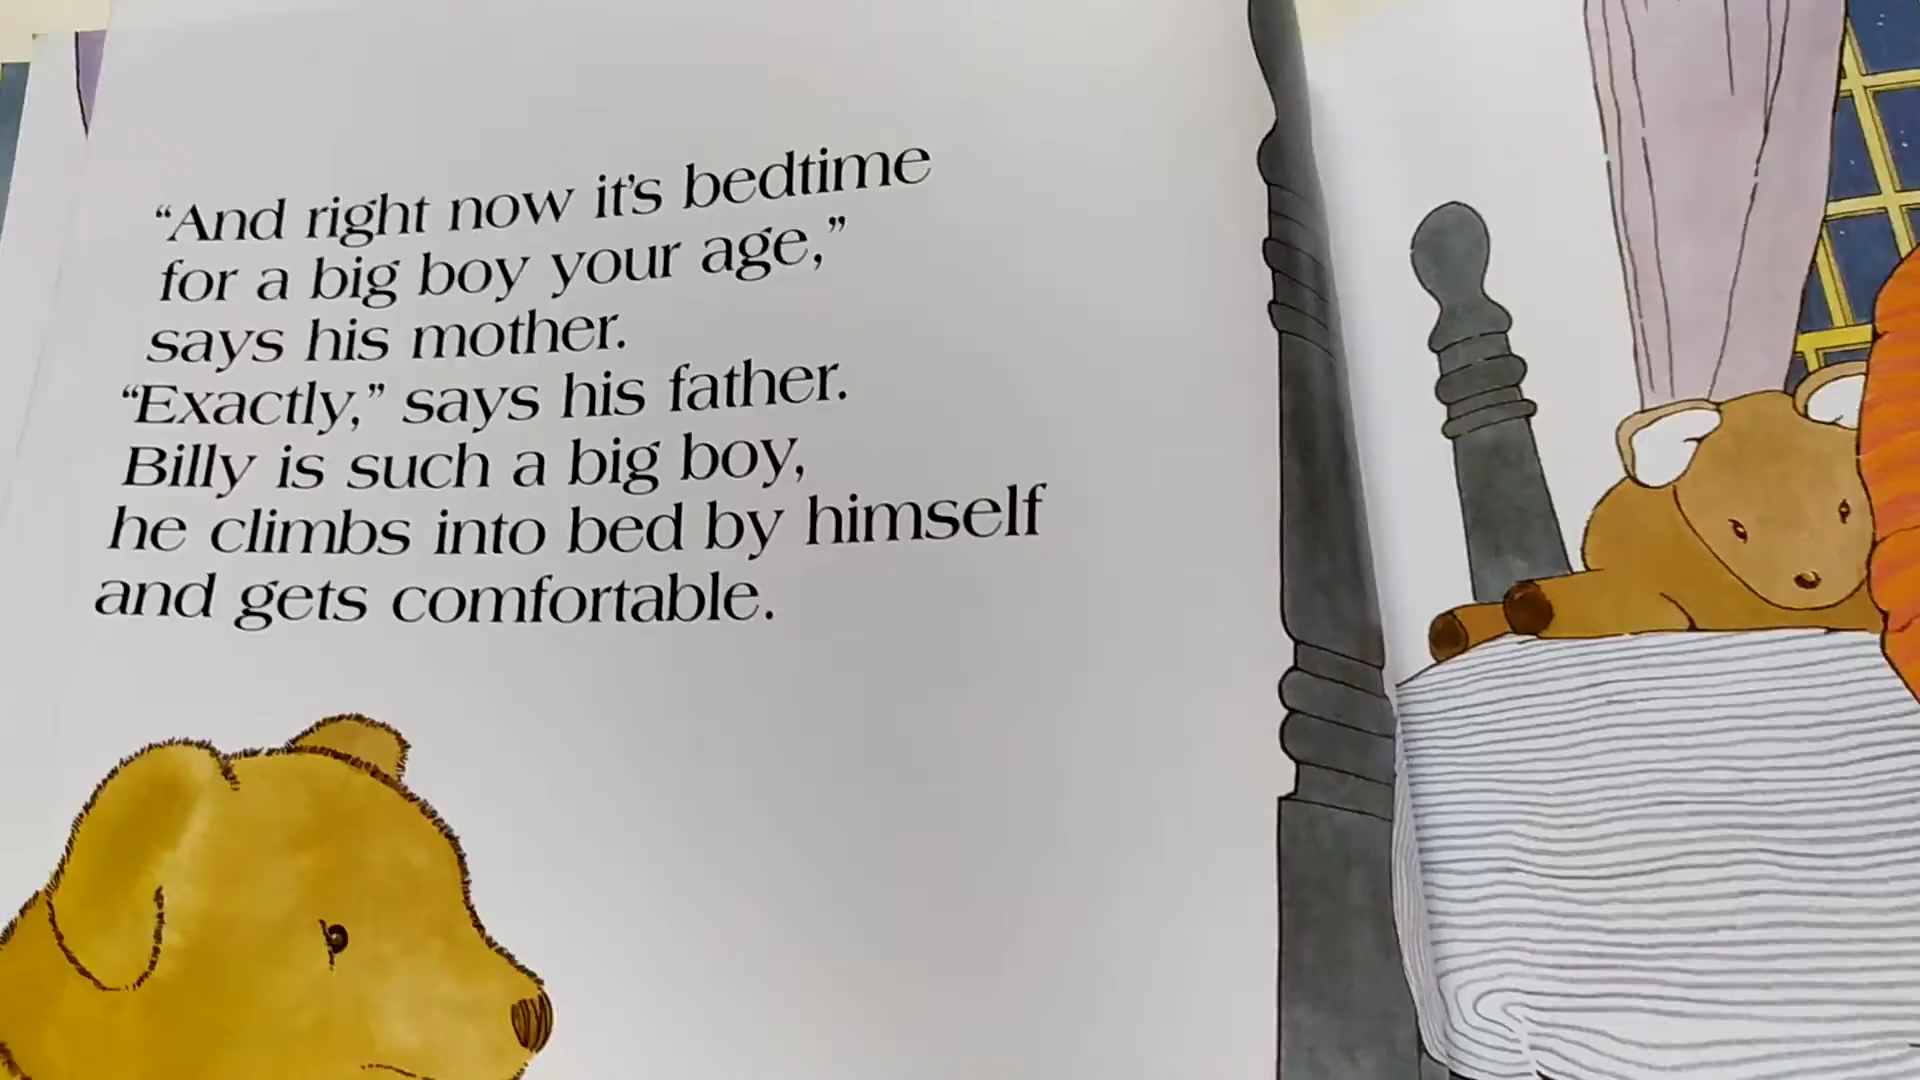 “And right now it’s bedtime
for a big boy your age,”
says his mother.
“Exactly,” says his father.
Billy is such a big boy,
he climbs into bed by himself
and gets comfortable.